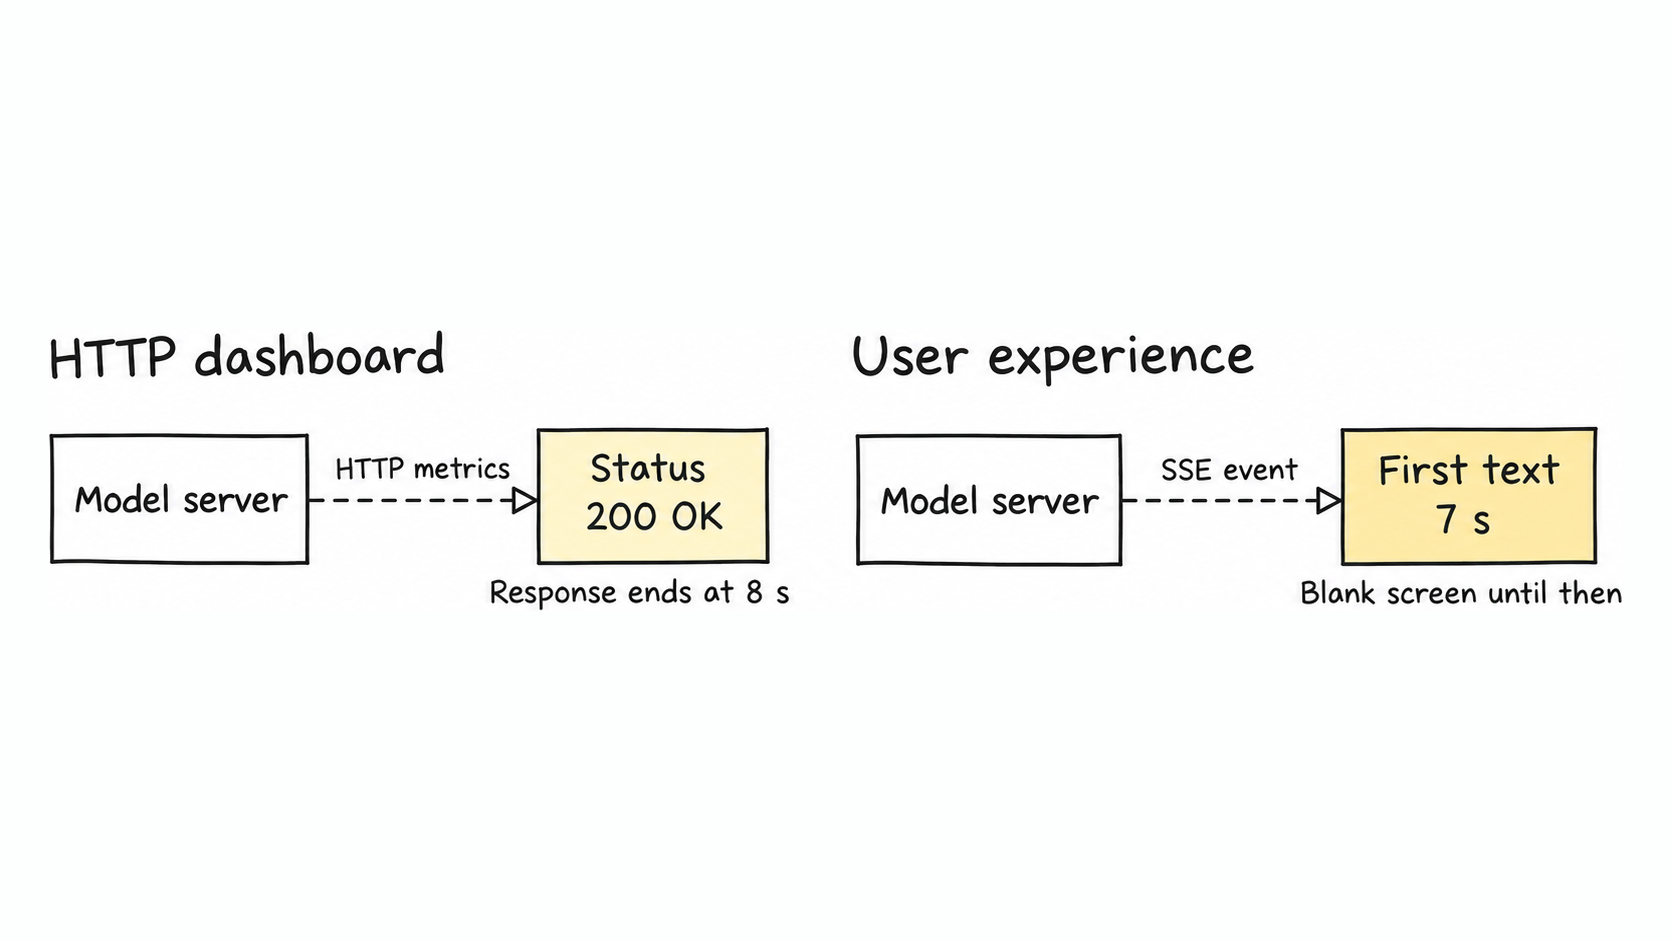 HTTP dashboard
Model server
HTTP metrics
Status
200 OK
Response ends at 8 s
User experience
Model server
SSE event
First text
7 s
Blank screen until then